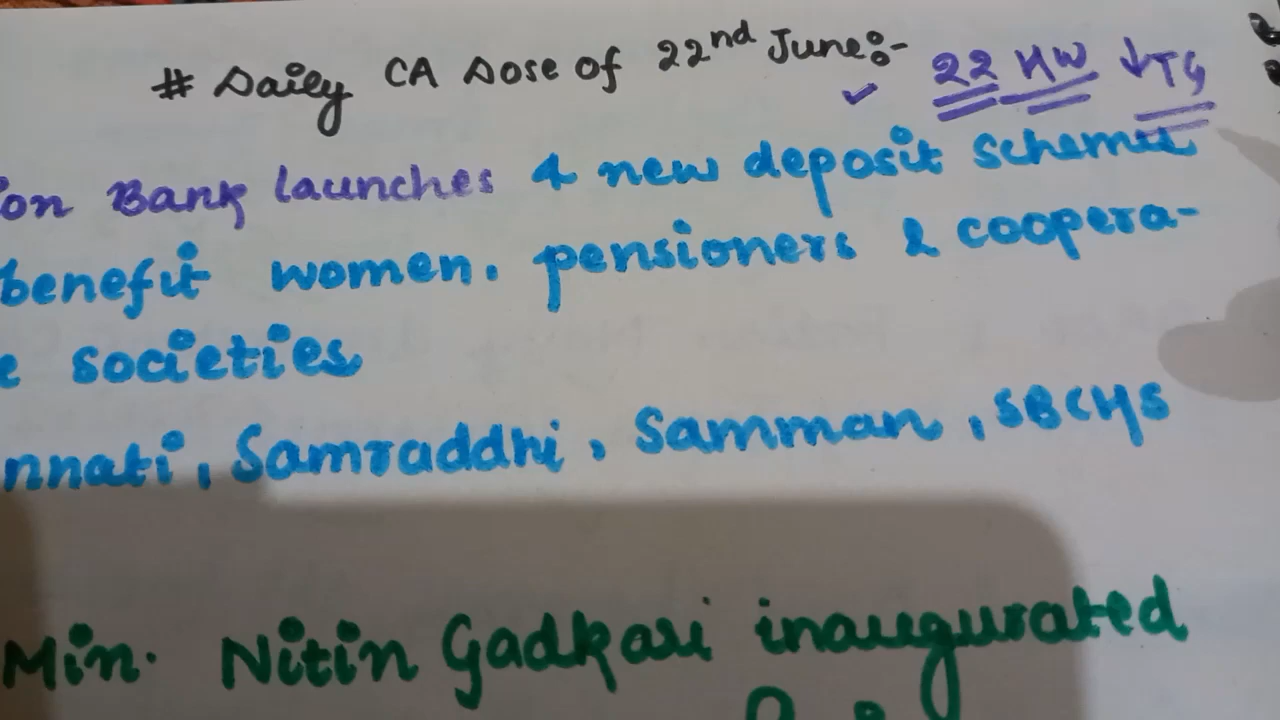 # Daily CA Dose of 22nd June:- 22 HW ↓TG
on Bank launches 4 new deposit schemes
benefit women. pensioners & coopera-
e societies
nnati, Samraddhi, Samman, SBCHS
Min. Nitin Gadkari inaugurated